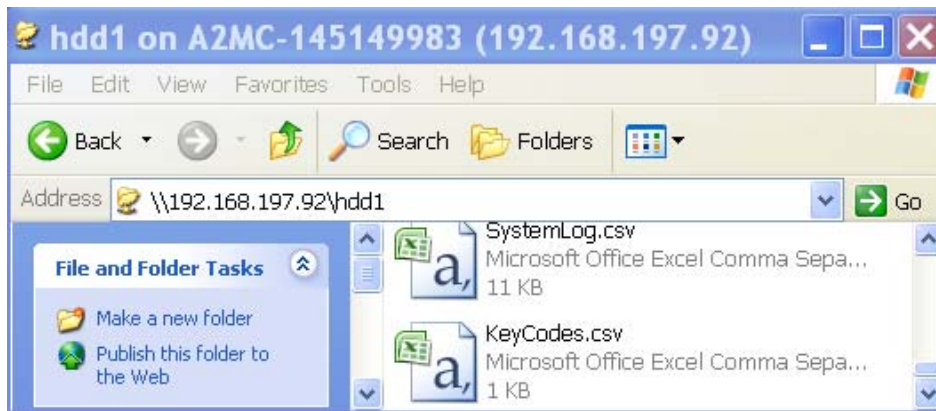 hdd1 on A2MC-145149983 (192.168.197.92)
File Edit View Favorites Tools Help
Back Search Folders
Address \\192.168.197.92\hdd1 Go
File and Folder Tasks
Make a new folder
Publish this folder to
the Web
SystemLog.csv
Microsoft Office Excel Comma Sepa...
11 KB
KeyCodes.csv
Microsoft Office Excel Comma Sepa...
1 KB